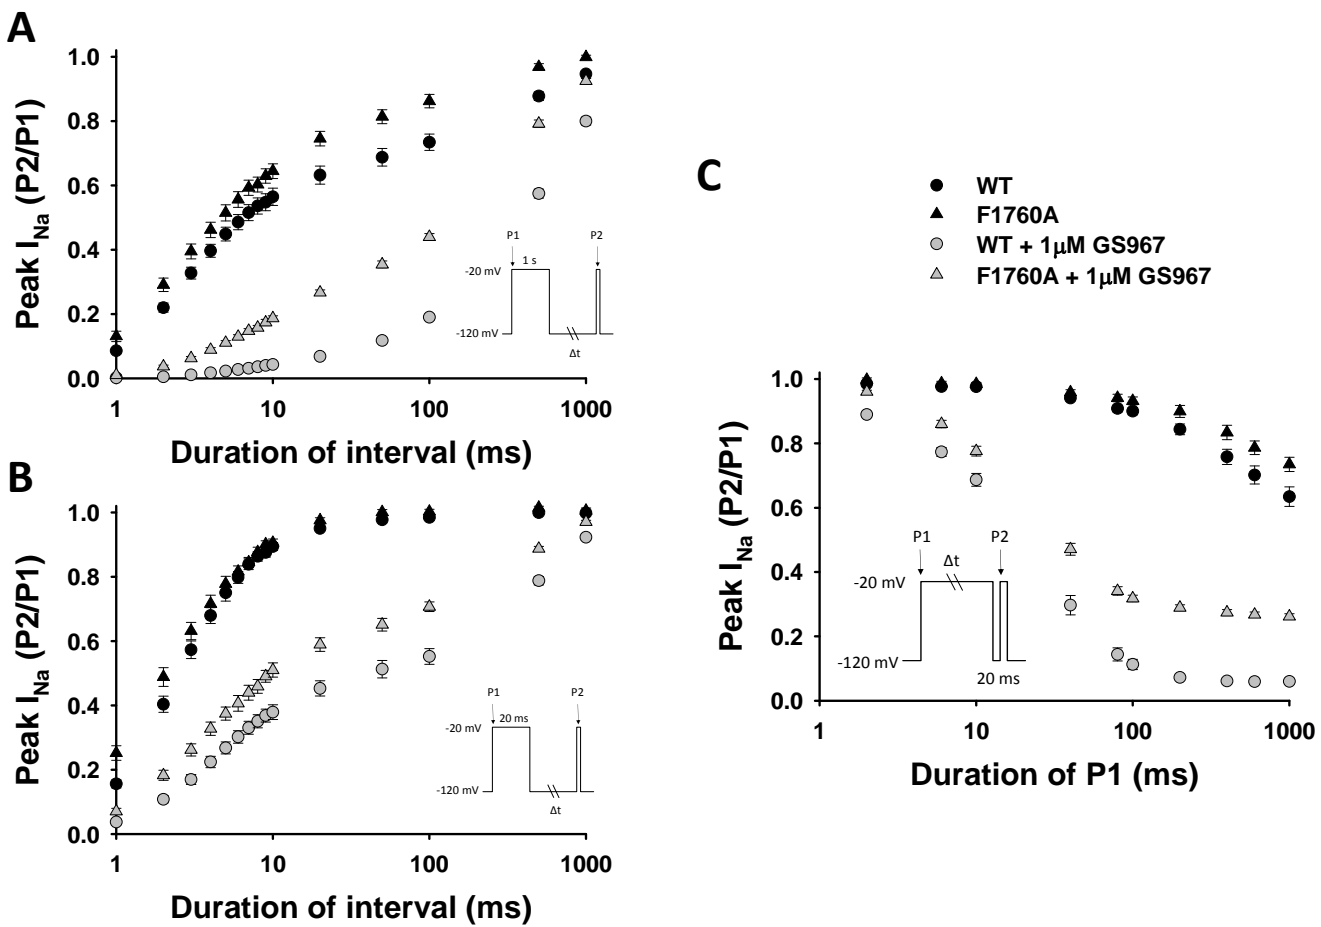 A
Peak I_Na (P2/P1)
1.0
0.8
0.6
0.4
0.2
0.0
1
10
100
1000
Duration of interval (ms)
P1
P2
1 s
-20 mV
-120 mV
Δt
B
Peak I_Na (P2/P1)
1.0
0.8
0.6
0.4
0.2
0.0
1
10
100
1000
Duration of interval (ms)
P1
P2
20 ms
-20 mV
-120 mV
Δt
C
WT
F1760A
WT + 1μM GS967
F1760A + 1μM GS967
Peak I_Na (P2/P1)
1.0
0.8
0.6
0.4
0.2
0.0
1
10
100
1000
Duration of P1 (ms)
P1
P2
Δt
-20 mV
-120 mV
20 ms